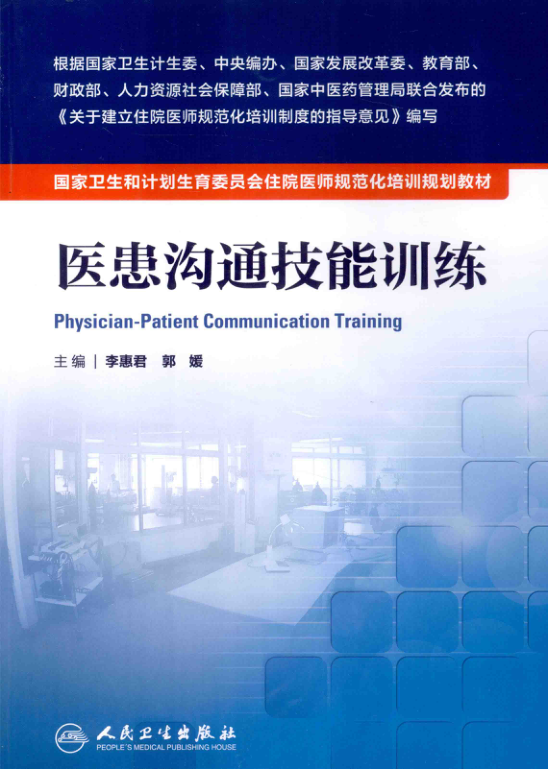 根据国家卫生计生委、中央编办、国家发展改革委、教育部、
财政部、人力资源社会保障部、国家中医药管理局联合发布的
《关于建立住院医师规范化培训制度的指导意见》编写
国家卫生和计划生育委员会住院医师规范化培训规划教材
医患沟通技能训练
Physician-Patient Communication Training
主编 李惠君 郭 媛
人民卫生出版社
PEOPLE'S MEDICAL PUBLISHING HOUSE